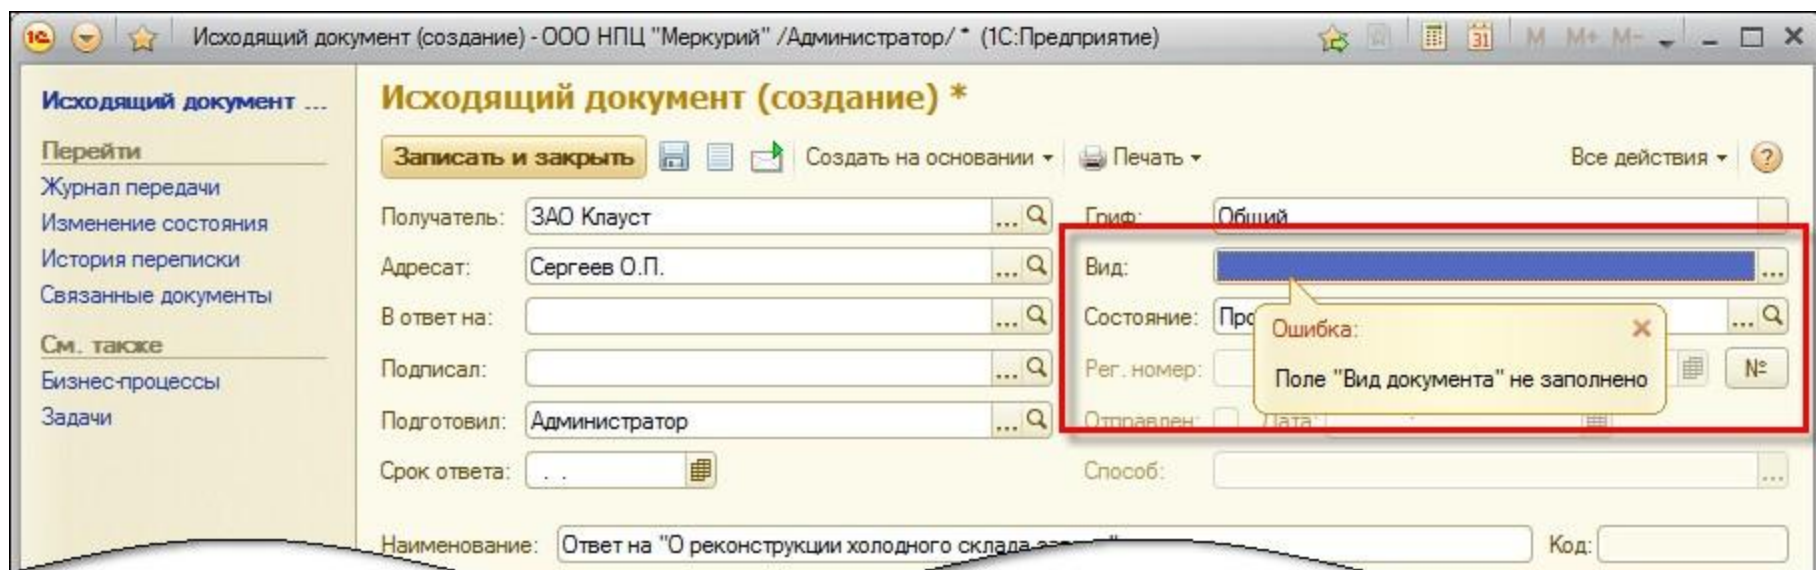 Исходящий документ (создание) - ООО НПЦ "Меркурий" /Администратор/ * (1С:Предприятие)
31 M M+ M-
Исходящий документ ...
Перейти
Журнал передачи
Изменение состояния
История переписки
Связанные документы
См. также
Бизнес-процессы
Задачи
Исходящий документ (создание) *
Записать и закрыть Создать на основании Печать Все действия ?
Получатель: ЗАО Клауст ... Гриф: Общий
Адресат: Сергеев О.П. ... Вид: ...
В ответ на: ... Состояние: ...
Подписал: ... Рег. номер: №
Подготовил: Администратор ... Отправлен: Дата:
Срок ответа: . . Способ: ...
Ошибка:
Поле "Вид документа" не заполнено
Наименование: Ответ на "О реконструкции холодного склада Код: